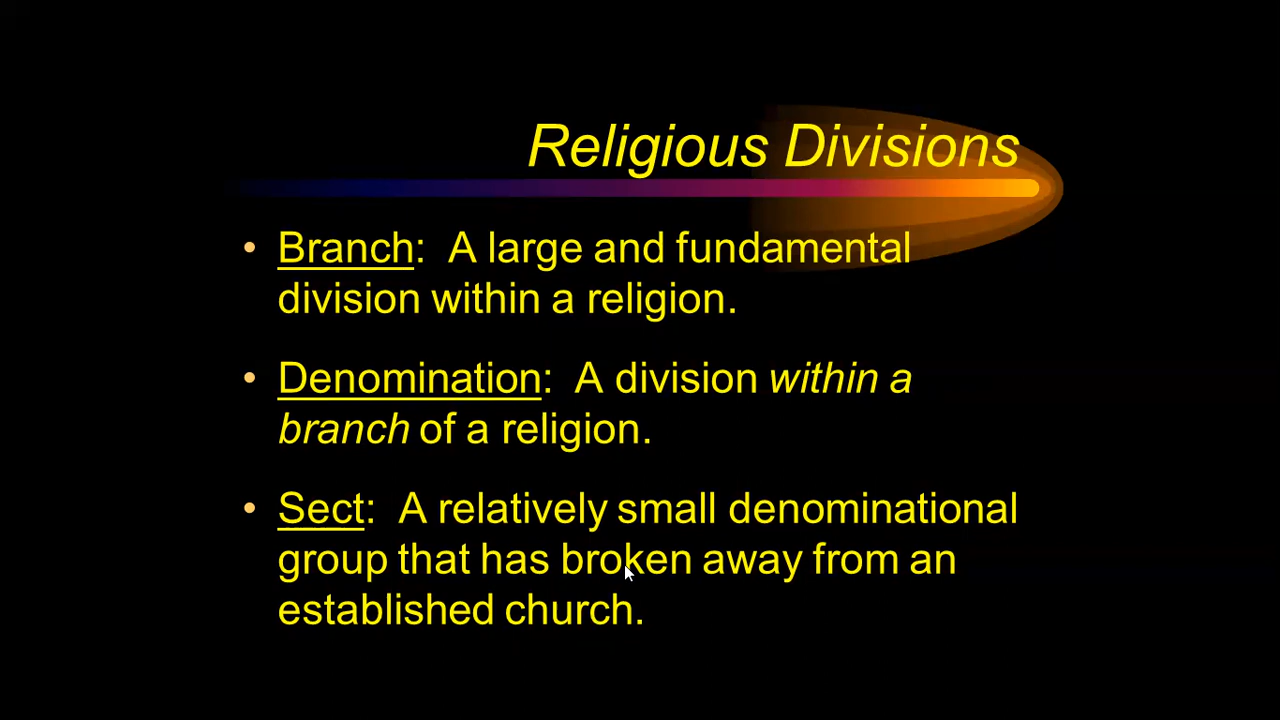 Religious Divisions
• Branch:  A large and fundamental
division within a religion.
• Denomination:  A division within a
branch of a religion.
• Sect:  A relatively small denominational
group that has broken away from an
established church.